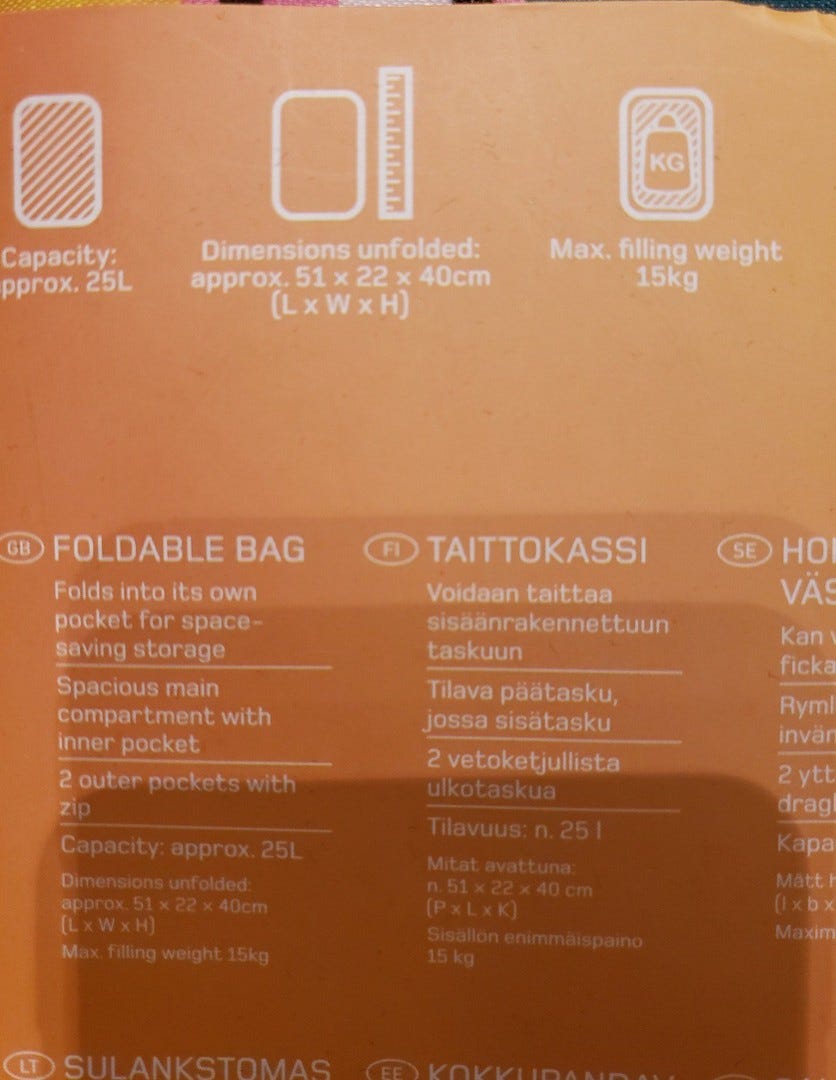 KG
Capacity:
approx. 25L
Dimensions unfolded:
approx. 51 x 22 x 40cm
(L x W x H)
Max. filling weight
15kg
GB FOLDABLE BAG
Folds into its own
pocket for space-
saving storage
Spacious main
compartment with
inner pocket
2 outer pockets with
zip
Capacity: approx. 25L
Dimensions unfolded:
approx. 51 x 22 x 40cm
(L x W x H)
Max. filling weight 15kg
FI TAITTOKASSI
Voidaan taittaa
sisäänrakennettuun
taskuun
Tilava päätasku,
jossa sisätasku
2 vetoketjullista
ulkotaskua
Tilavuus: n. 25 l
Mitat avattuna:
n. 51 x 22 x 40 cm
(P x L x K)
Sisällön enimmäispaino
15 kg
SE
Kan
2
(l x b x
LT SULANKSTOMAS
EE